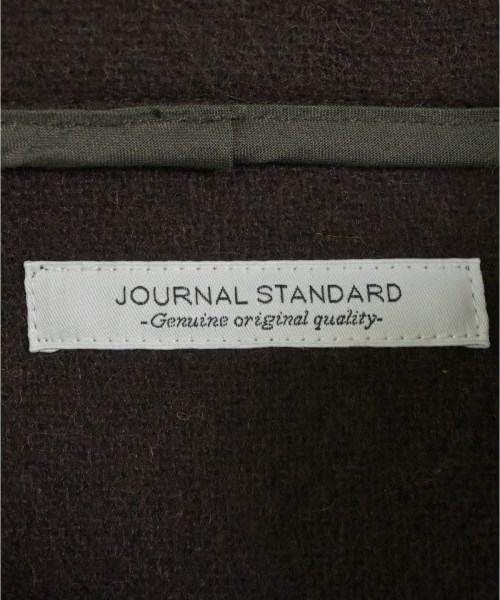 JOURNAL STANDARD
-Genuine original quality-